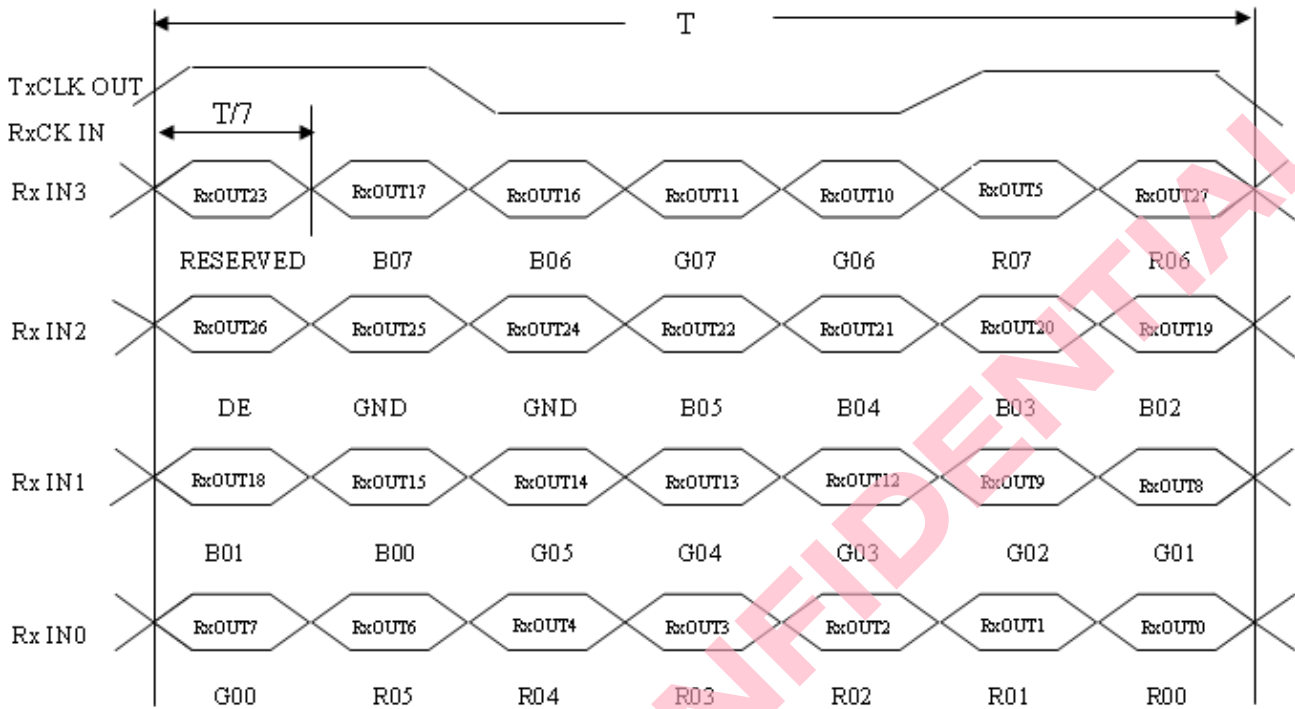 T
TxCLK OUT
T/7
RxCK IN
Rx IN3 RxOUT23 RxOUT17 RxOUT16 RxOUT11 RxOUT10 RxOUT5 RxOUT27
RESERVED B07 B06 G07 G06 R07 R06
Rx IN2 RxOUT26 RxOUT25 RxOUT24 RxOUT22 RxOUT21 RxOUT20 RxOUT19
DE GND GND B05 B04 B03 B02
Rx IN1 RxOUT18 RxOUT15 RxOUT14 RxOUT13 RxOUT12 RxOUT9 RxOUT8
B01 B00 G05 G04 G03 G02 G01
Rx IN0 RxOUT7 RxOUT6 RxOUT4 RxOUT3 RxOUT2 RxOUT1 RxOUT0
G00 R05 R04 R03 R02 R01 R00
NFIDENTIAL